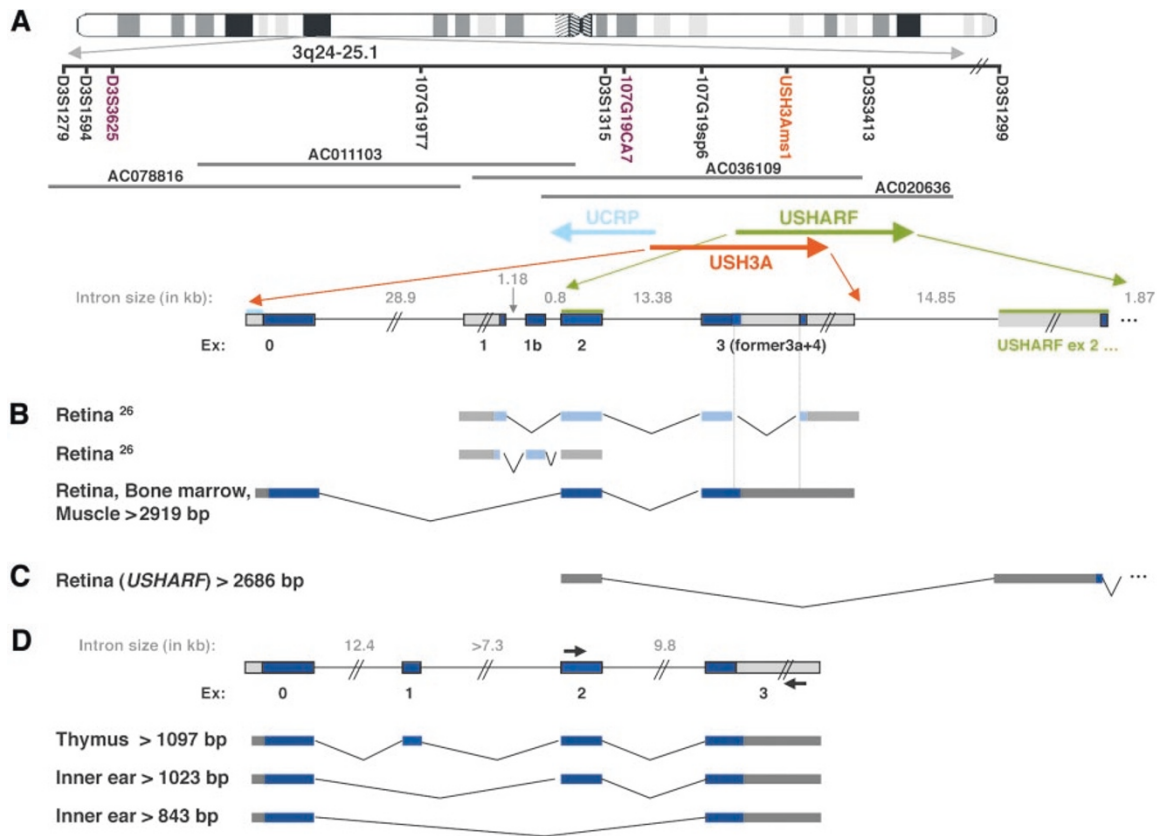 A
3q24-25.1
D3S1279
D3S1594
D3S3625
107G19T7
D3S1315
107G19CA7
107G19sp6
USH3Ams1
D3S3413
D3S1299
AC011103
AC078816
AC036109
AC020636
UCRP
USHARF
USH3A
Intron size (in kb): 28.9 1.18 0.8 13.38 14.85 1.87
...
Ex: 0 1 1b 2 3 (former3a+4) USHARF ex 2 ...
B
Retina 26
Retina 26
Retina, Bone marrow,
Muscle >2919 bp
C
Retina (USHARF) > 2686 bp
...
D
Intron size (in kb): 12.4 >7.3 9.8
Ex: 0 1 2 3
Thymus > 1097 bp
Inner ear > 1023 bp
Inner ear > 843 bp